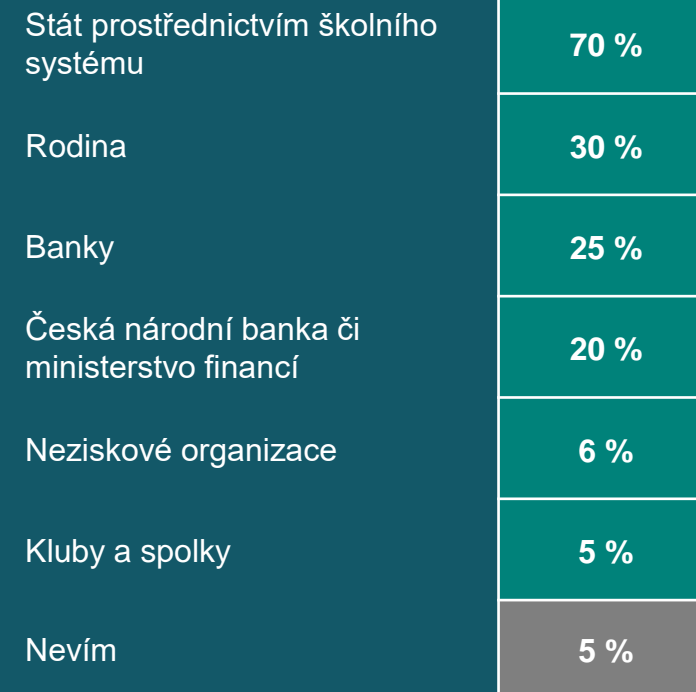 Stát prostřednictvím školního
systému
70 %
Rodina
30 %
Banky
25 %
Česká národní banka či
ministerstvo financí
20 %
Neziskové organizace
6 %
Kluby a spolky
5 %
Nevím
5 %